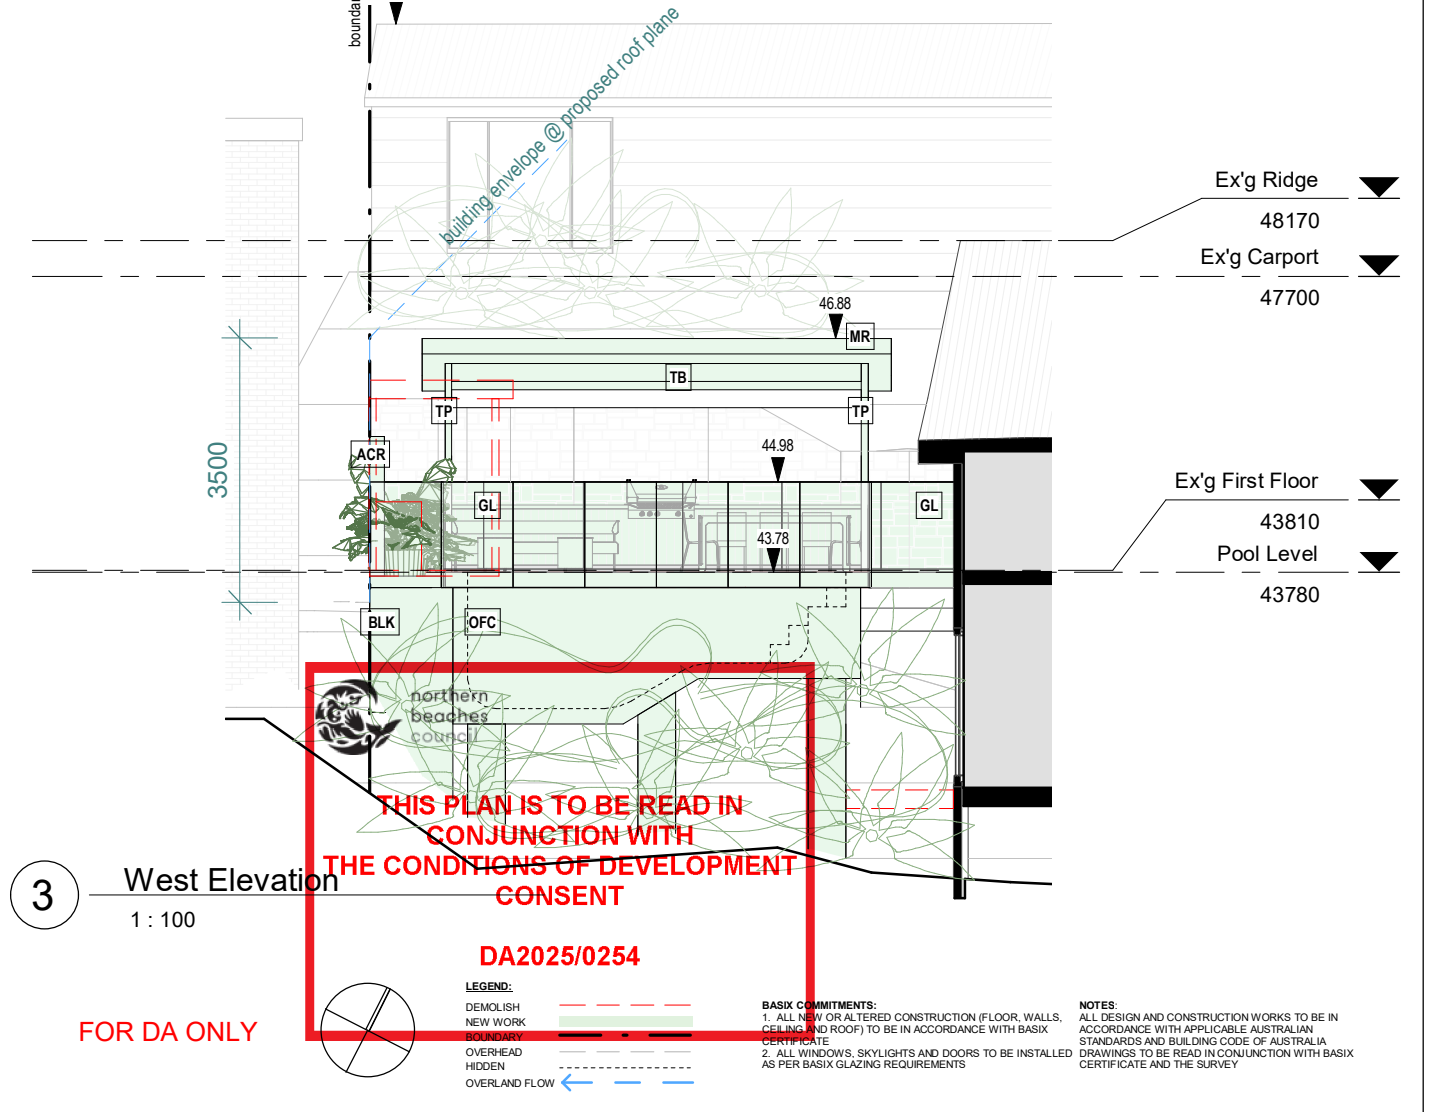 boundar
building envelope @ proposed roof plane
Ex'g Ridge
48170
Ex'g Carport
47700
46.88
MR
TB
TP
TP
ACR
44.98
3500
GL
GL
43.78
Ex'g First Floor
43810
Pool Level
43780
BLK
OFC
northern
beaches
council
THIS PLAN IS TO BE READ IN
CONJUNCTION WITH
THE CONDITIONS OF DEVELOPMENT
CONSENT
DA2025/0254
3
West Elevation
1 : 100
FOR DA ONLY
LEGEND:
DEMOLISH
NEW WORK
BOUNDARY
OVERHEAD
HIDDEN
OVERLAND FLOW
BASIX COMMITMENTS:
1. ALL NEW OR ALTERED CONSTRUCTION (FLOOR, WALLS,
CEILING AND ROOF) TO BE IN ACCORDANCE WITH BASIX
CERTIFICATE
2. ALL WINDOWS, SKYLIGHTS AND DOORS TO BE INSTALLED
AS PER BASIX GLAZING REQUIREMENTS
NOTES:
ALL DESIGN AND CONSTRUCTION WORKS TO BE IN
ACCORDANCE WITH APPLICABLE AUSTRALIAN
STANDARDS AND BUILDING CODE OF AUSTRALIA
DRAWINGS TO BE READ IN CONJUNCTION WITH BASIX
CERTIFICATE AND THE SURVEY